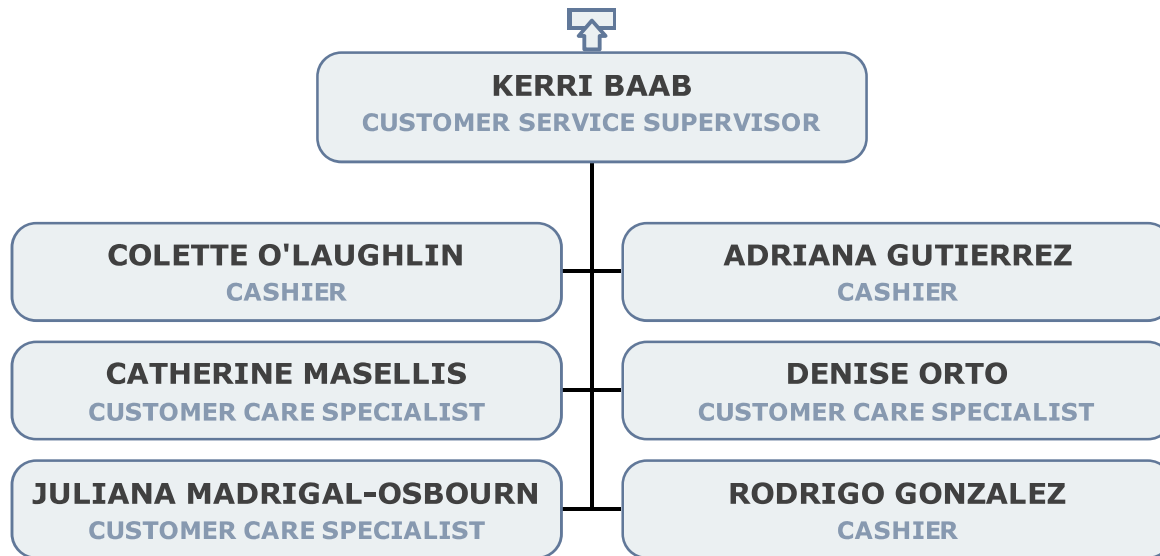 KERRI BAAB
CUSTOMER SERVICE SUPERVISOR
COLETTE O'LAUGHLIN
CASHIER
ADRIANA GUTIERREZ
CASHIER
CATHERINE MASELLIS
CUSTOMER CARE SPECIALIST
DENISE ORTO
CUSTOMER CARE SPECIALIST
JULIANA MADRIGAL-OSBOURN
CUSTOMER CARE SPECIALIST
RODRIGO GONZALEZ
CASHIER